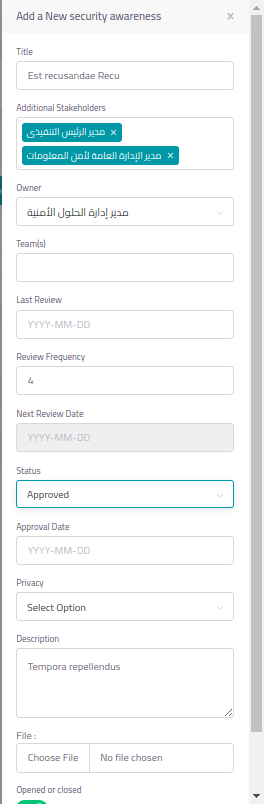 Add a New security awareness ×
Title
Est recusandae Recu
Additional Stakeholders
مدير الرئيس التنفيذى ×
مدير الإدارة العامة لأمن المعلومات ×
Owner
مدير إدارة الحلول الأمنية
Team(s)
Last Review
YYYY-MM-DD
Review Frequency
4
Next Review Date
YYYY-MM-DD
Status
Approved
Approval Date
YYYY-MM-DD
Privacy
Select Option
Description
Tempora repellendus
File :
Choose File No file chosen
Opened or closed